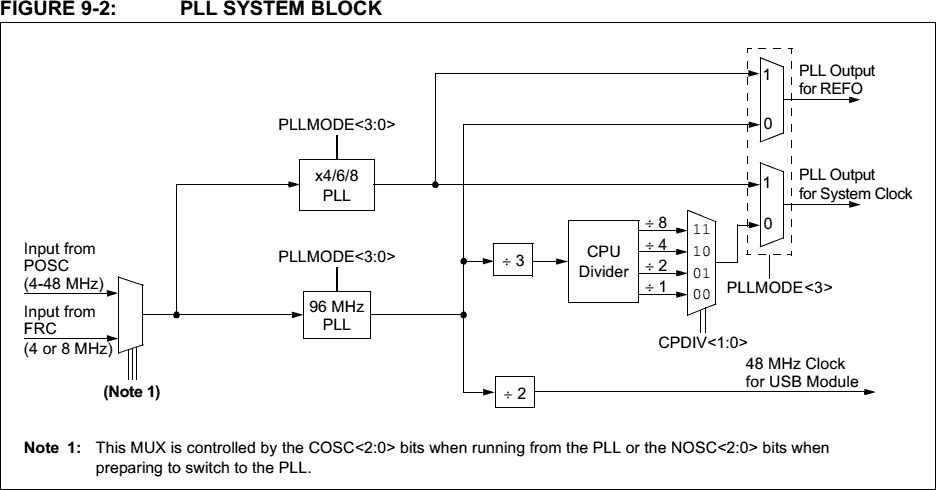 FIGURE 9-2: PLL SYSTEM BLOCK
1
PLL Output
for REFO
0
PLLMODE<3:0>
x4/6/8
PLL
1
PLL Output
for System Clock
0
÷ 8
÷ 4
÷ 2
÷ 1
11
10
01
00
CPU
Divider
÷ 3
Input from
POSC
(4-48 MHz)
Input from
FRC
(4 or 8 MHz)
PLLMODE<3:0>
96 MHz
PLL
PLLMODE<3>
CPDIV<1:0>
48 MHz Clock
for USB Module
÷ 2
(Note 1)
Note 1: This MUX is controlled by the COSC<2:0> bits when running from the PLL or the NOSC<2:0> bits when
preparing to switch to the PLL.